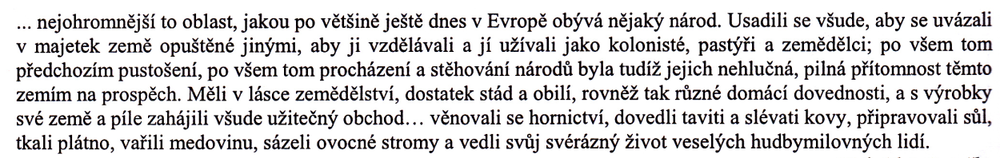 ... nejohromnější to oblast, jakou po většině ještě dnes v Evropě obývá nějaký národ. Usadili se všude, aby se uvázali
v majetek země opuštěné jinými, aby ji vzdělávali a jí užívali jako kolonisté, pastýři a zemědělci; po všem tom
předchozím pustošení, po všem tom procházení a stěhování národů byla tudíž jejich nehlučná, pilná přítomnost těmto
zemím na prospěch. Měli v lásce zemědělství, dostatek stád a obilí, rovněž tak různé domácí dovednosti, a s výrobky
své země a píle zahájili všude užitečný obchod… věnovali se hornictví, dovedli taviti a slévati kovy, připravovali sůl,
tkali plátno, vařili medovinu, sázeli ovocné stromy a vedli svůj svérázný život veselých hudbymilovných lidí.